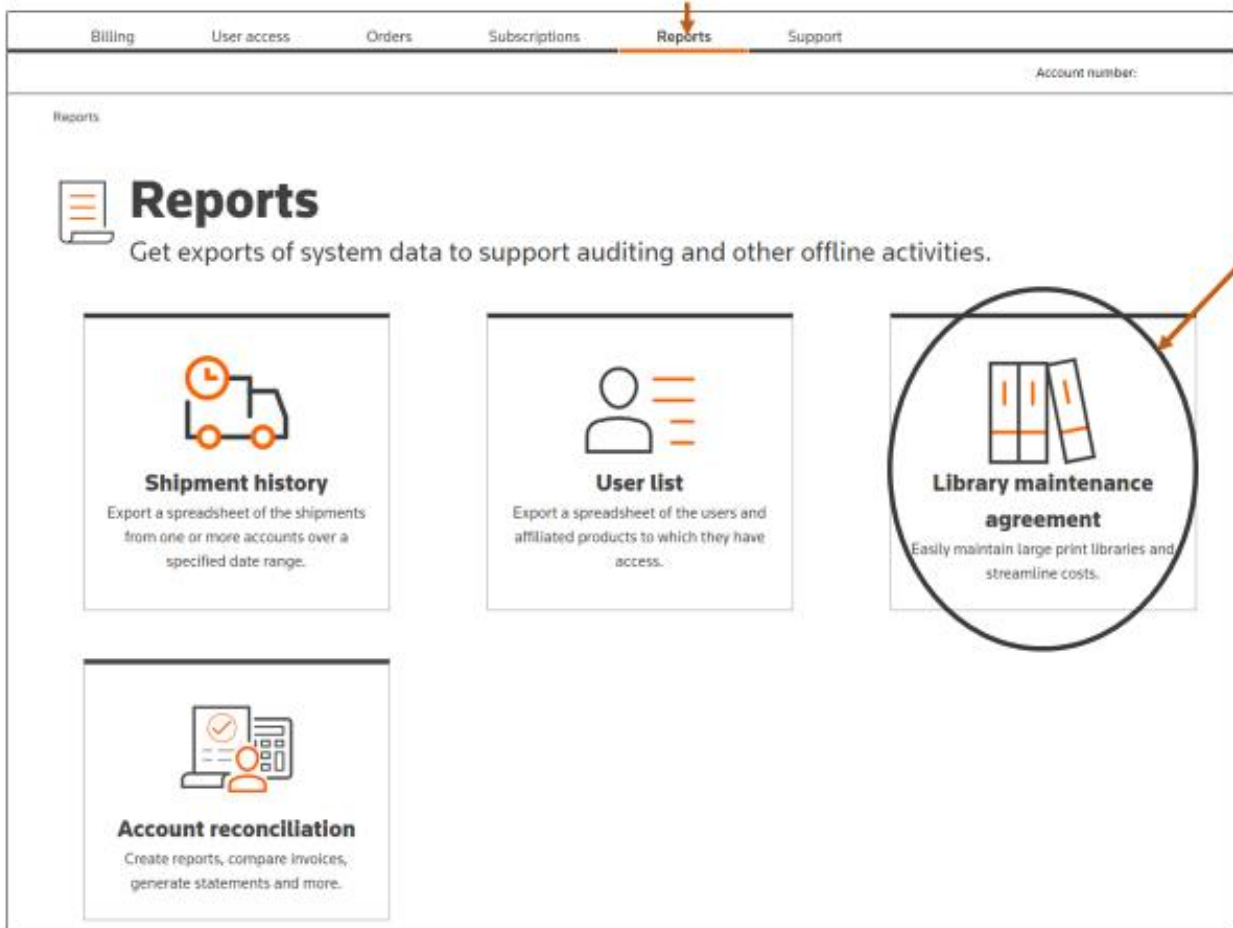 Billing User access Orders Subscriptions Reports Support
Account number:
Reports
Reports
Get exports of system data to support auditing and other offline activities.
Shipment history
Export a spreadsheet of the shipments
from one or more accounts over a
specified date range.
User list
Export a spreadsheet of the users and
affiliated products to which they have
access.
Library maintenance
agreement
Easily maintain large print libraries and
streamline costs.
Account reconciliation
Create reports, compare invoices,
generate statements and more.